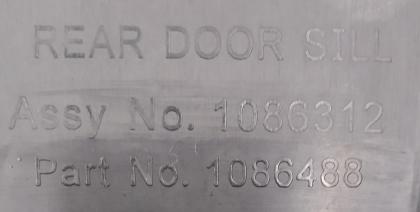 REAR DOOR SILL
Assy No. 1086312
Part No. 1086488